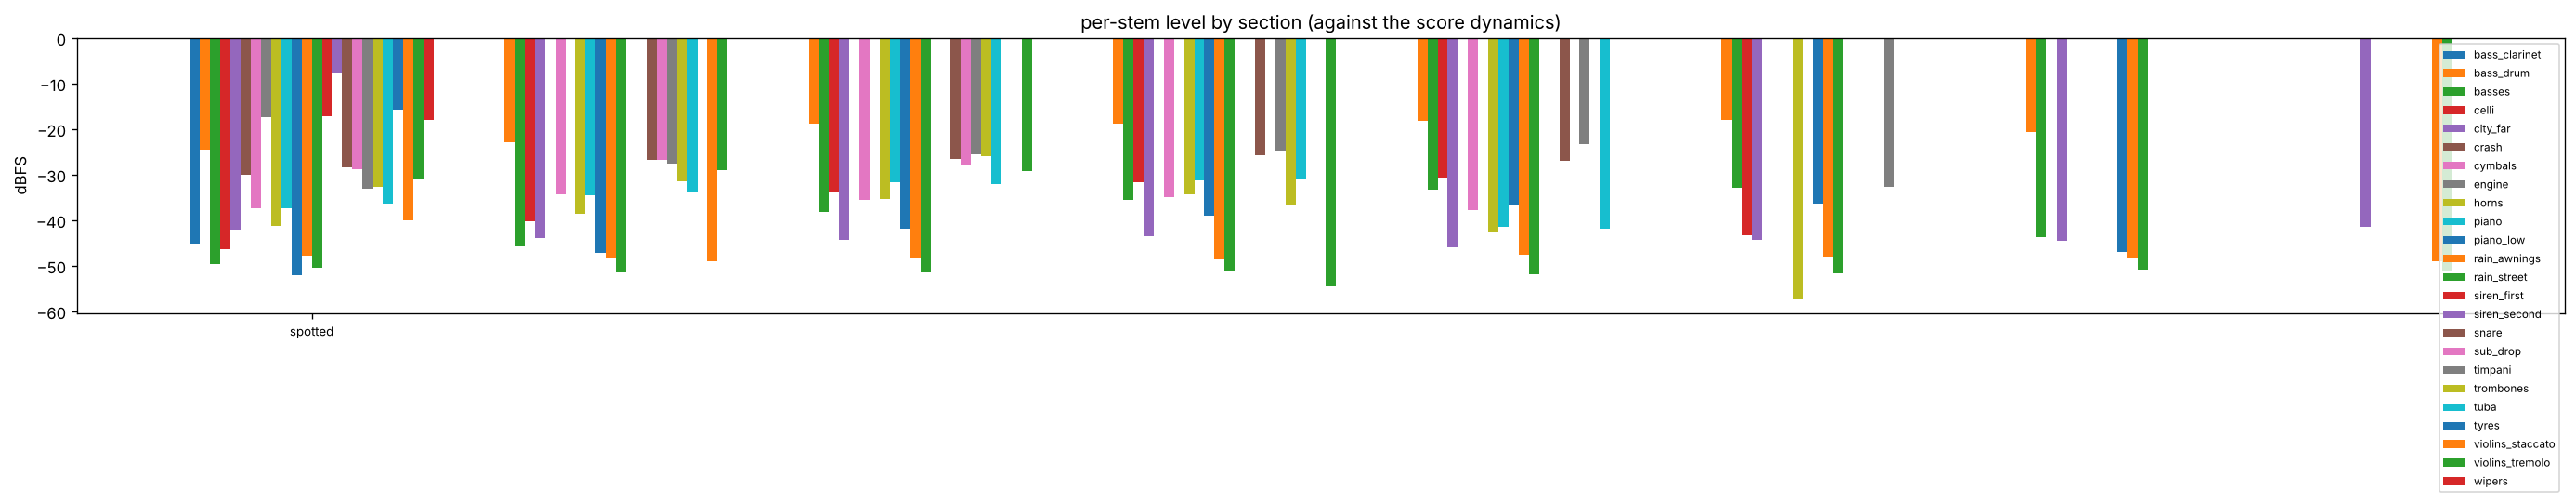 per-stem level by section (against the score dynamics)
dBFS
0
−10
−20
−30
−40
−50
−60
spotted
bass_clarinet
bass_drum
basses
celli
city_far
crash
cymbals
engine
horns
piano
piano_low
rain_awnings
rain_street
siren_first
siren_second
snare
sub_drop
timpani
trombones
tuba
tyres
violins_staccato
violins_tremolo
wipers